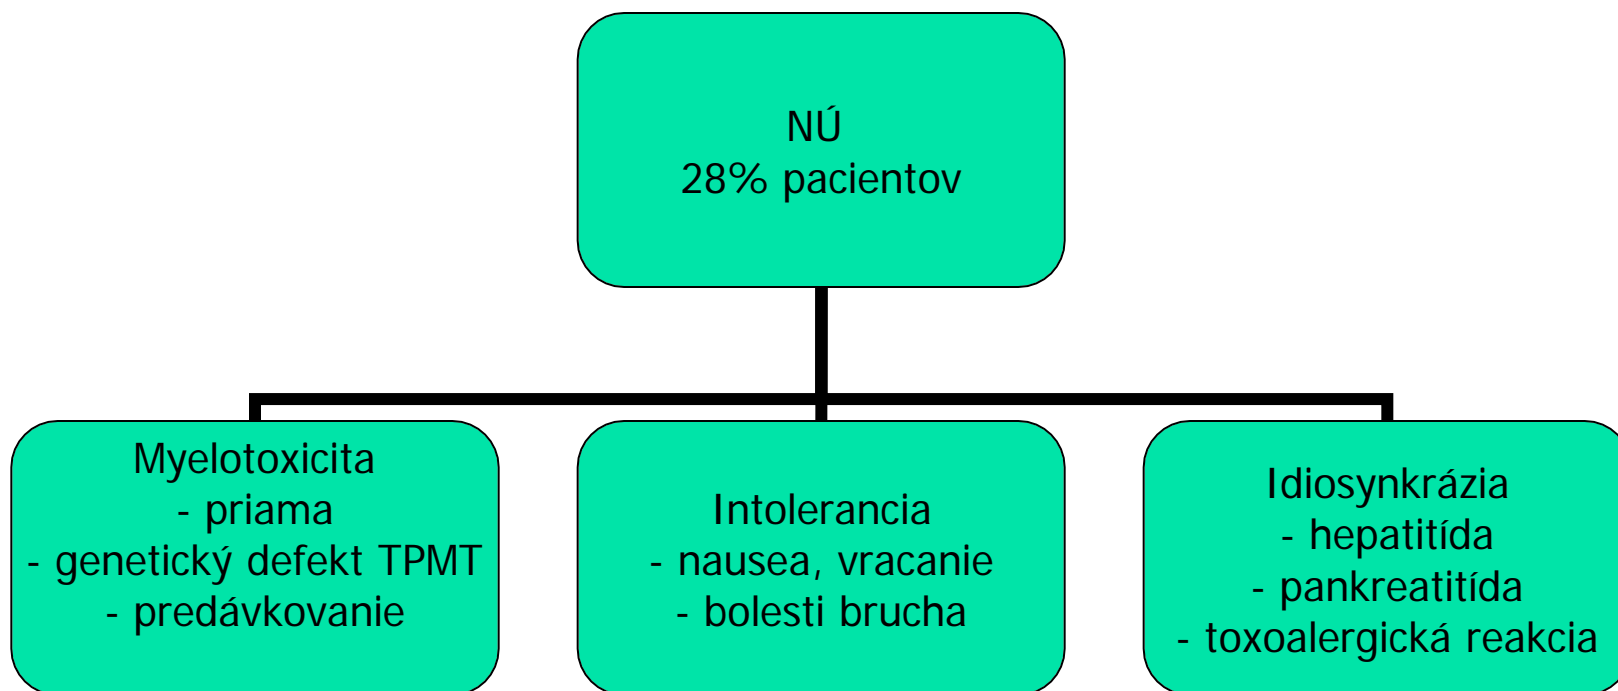 NÚ
28% pacientov
Myelotoxicita
- priama
- genetický defekt TPMT
- predávkovanie
Intolerancia
- nausea, vracanie
- bolesti brucha
Idiosynkrázia
- hepatitída
- pankreatitída
- toxoalergická reakcia